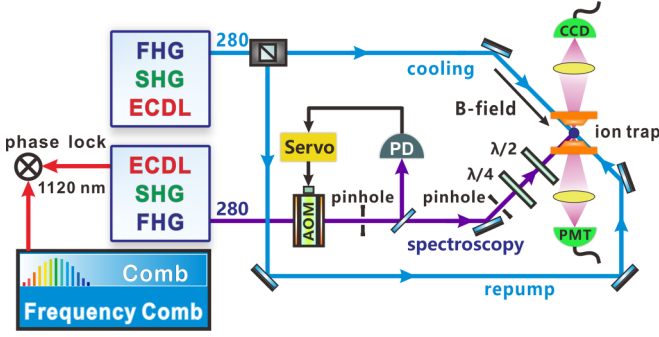 FHG
SHG
ECDL
280
cooling
CCD
B-field
ion trap
phase lock
1120 nm
ECDL
SHG
FHG
280
Servo
PD
AOM
pinhole
pinhole
λ/4
λ/2
spectroscopy
PMT
repump
Comb
Frequency Comb